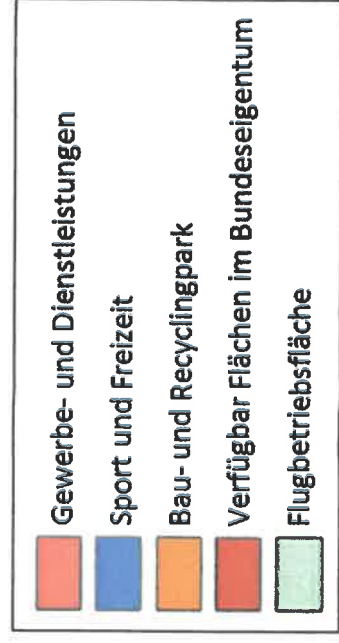 Gewerbe- und Dienstleistungen
Sport und Freizeit
Bau- und Recyclingpark
Verfügbar Flächen im Bundeseigentum
Flugbetriebsfläche